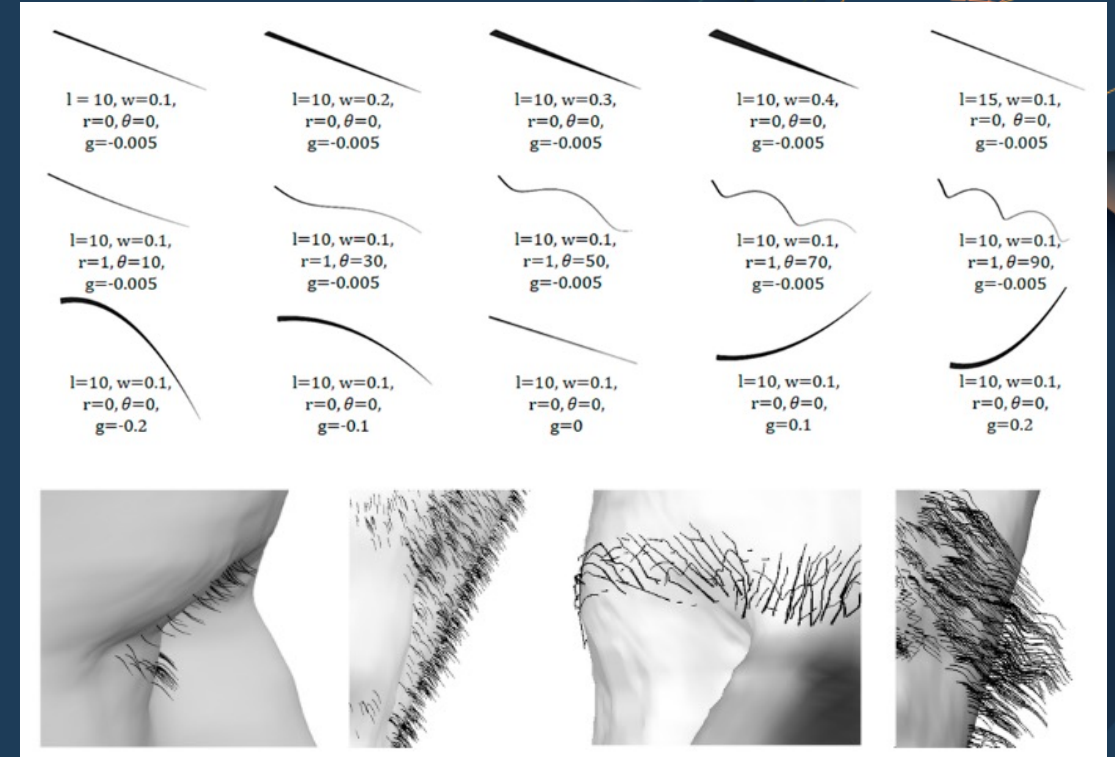 l = 10, w=0.1,
r=0, θ=0,
g=-0.005
l=10, w=0.2,
r=0, θ=0,
g=-0.005
l=10, w=0.3,
r=0, θ=0,
g=-0.005
l=10, w=0.4,
r=0, θ=0,
g=-0.005
l=15, w=0.1,
r=0, θ=0,
g=-0.005
l=10, w=0.1,
r=1, θ=10,
g=-0.005
l=10, w=0.1,
r=1, θ=30,
g=-0.005
l=10, w=0.1,
r=1, θ=50,
g=-0.005
l=10, w=0.1,
r=1, θ=70,
g=-0.005
l=10, w=0.1,
r=1, θ=90,
g=-0.005
l=10, w=0.1,
r=0, θ=0,
g=-0.2
l=10, w=0.1,
r=0, θ=0,
g=-0.1
l=10, w=0.1,
r=0, θ=0,
g=0
l=10, w=0.1,
r=0, θ=0,
g=0.1
l=10, w=0.1,
r=0, θ=0,
g=0.2